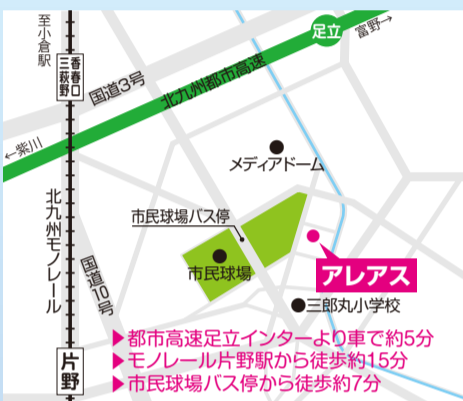 至小倉駅
香春口
三萩野
国道3号
北九州都市高速
足立
富野→
←紫川
メディアドーム
北九州モノレール
国道10号
市民球場バス停
市民球場
アレアス
三郎丸小学校
片野
▶都市高速足立インターより車で約5分
▶モノレール片野駅から徒歩約15分
▶市民球場バス停から徒歩約7分